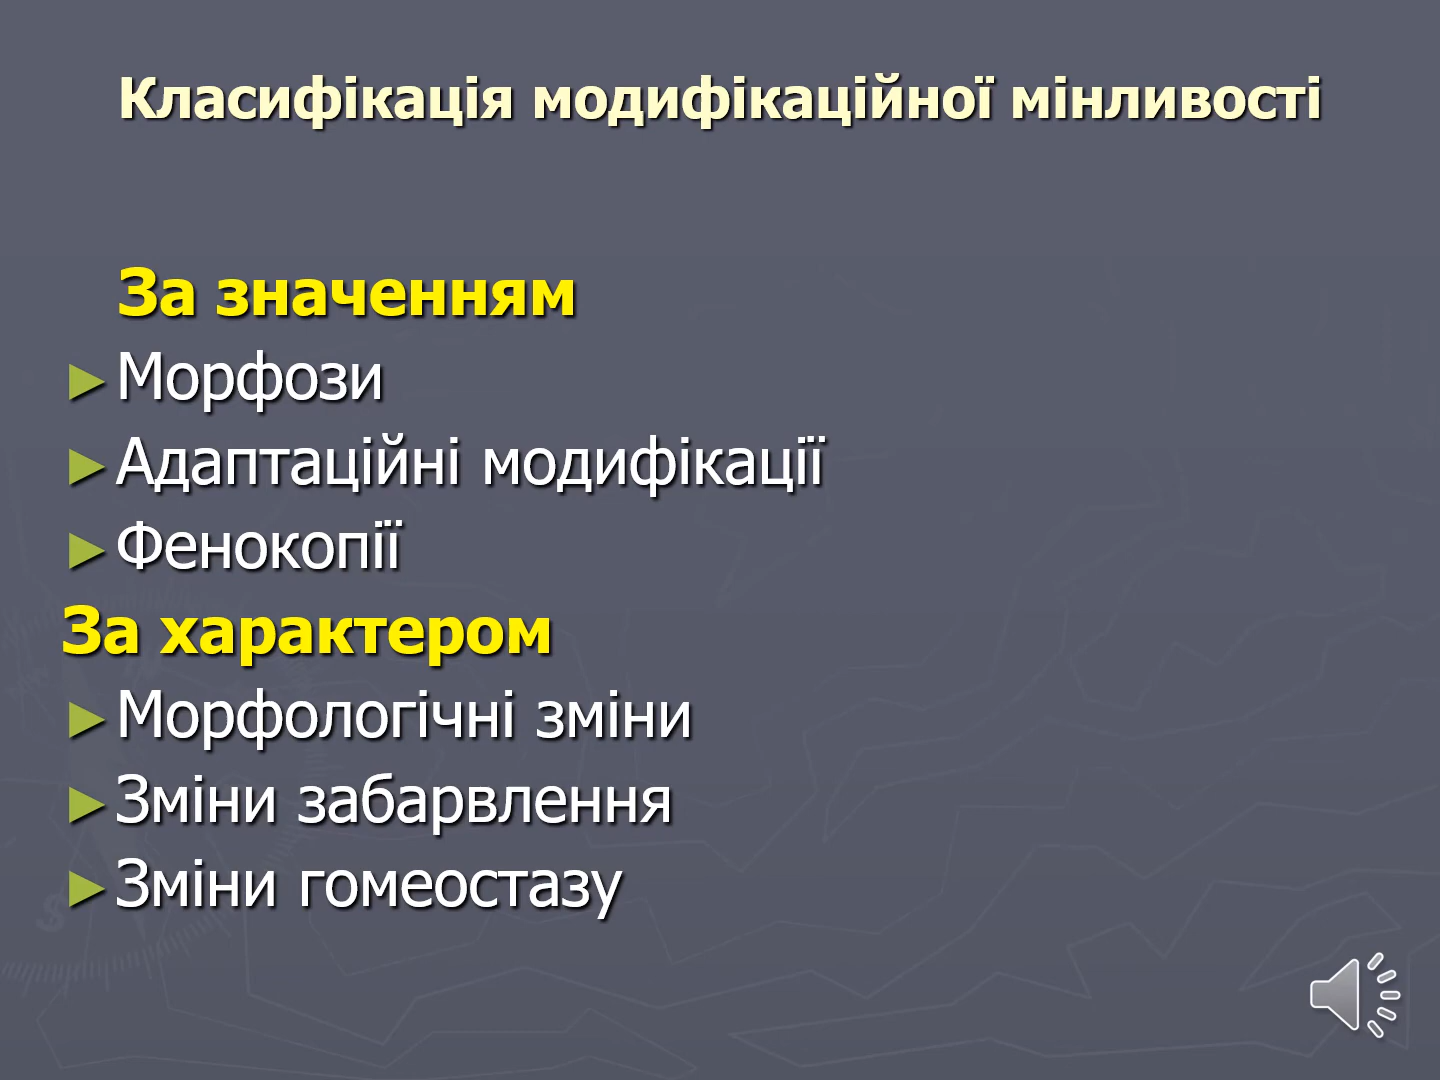 Класифікація модифікаційної мінливості
За значенням
►Морфози
►Адаптаційні модифікації
►Фенокопії
За характером
►Морфологічні зміни
►Зміни забарвлення
►Зміни гомеостазу